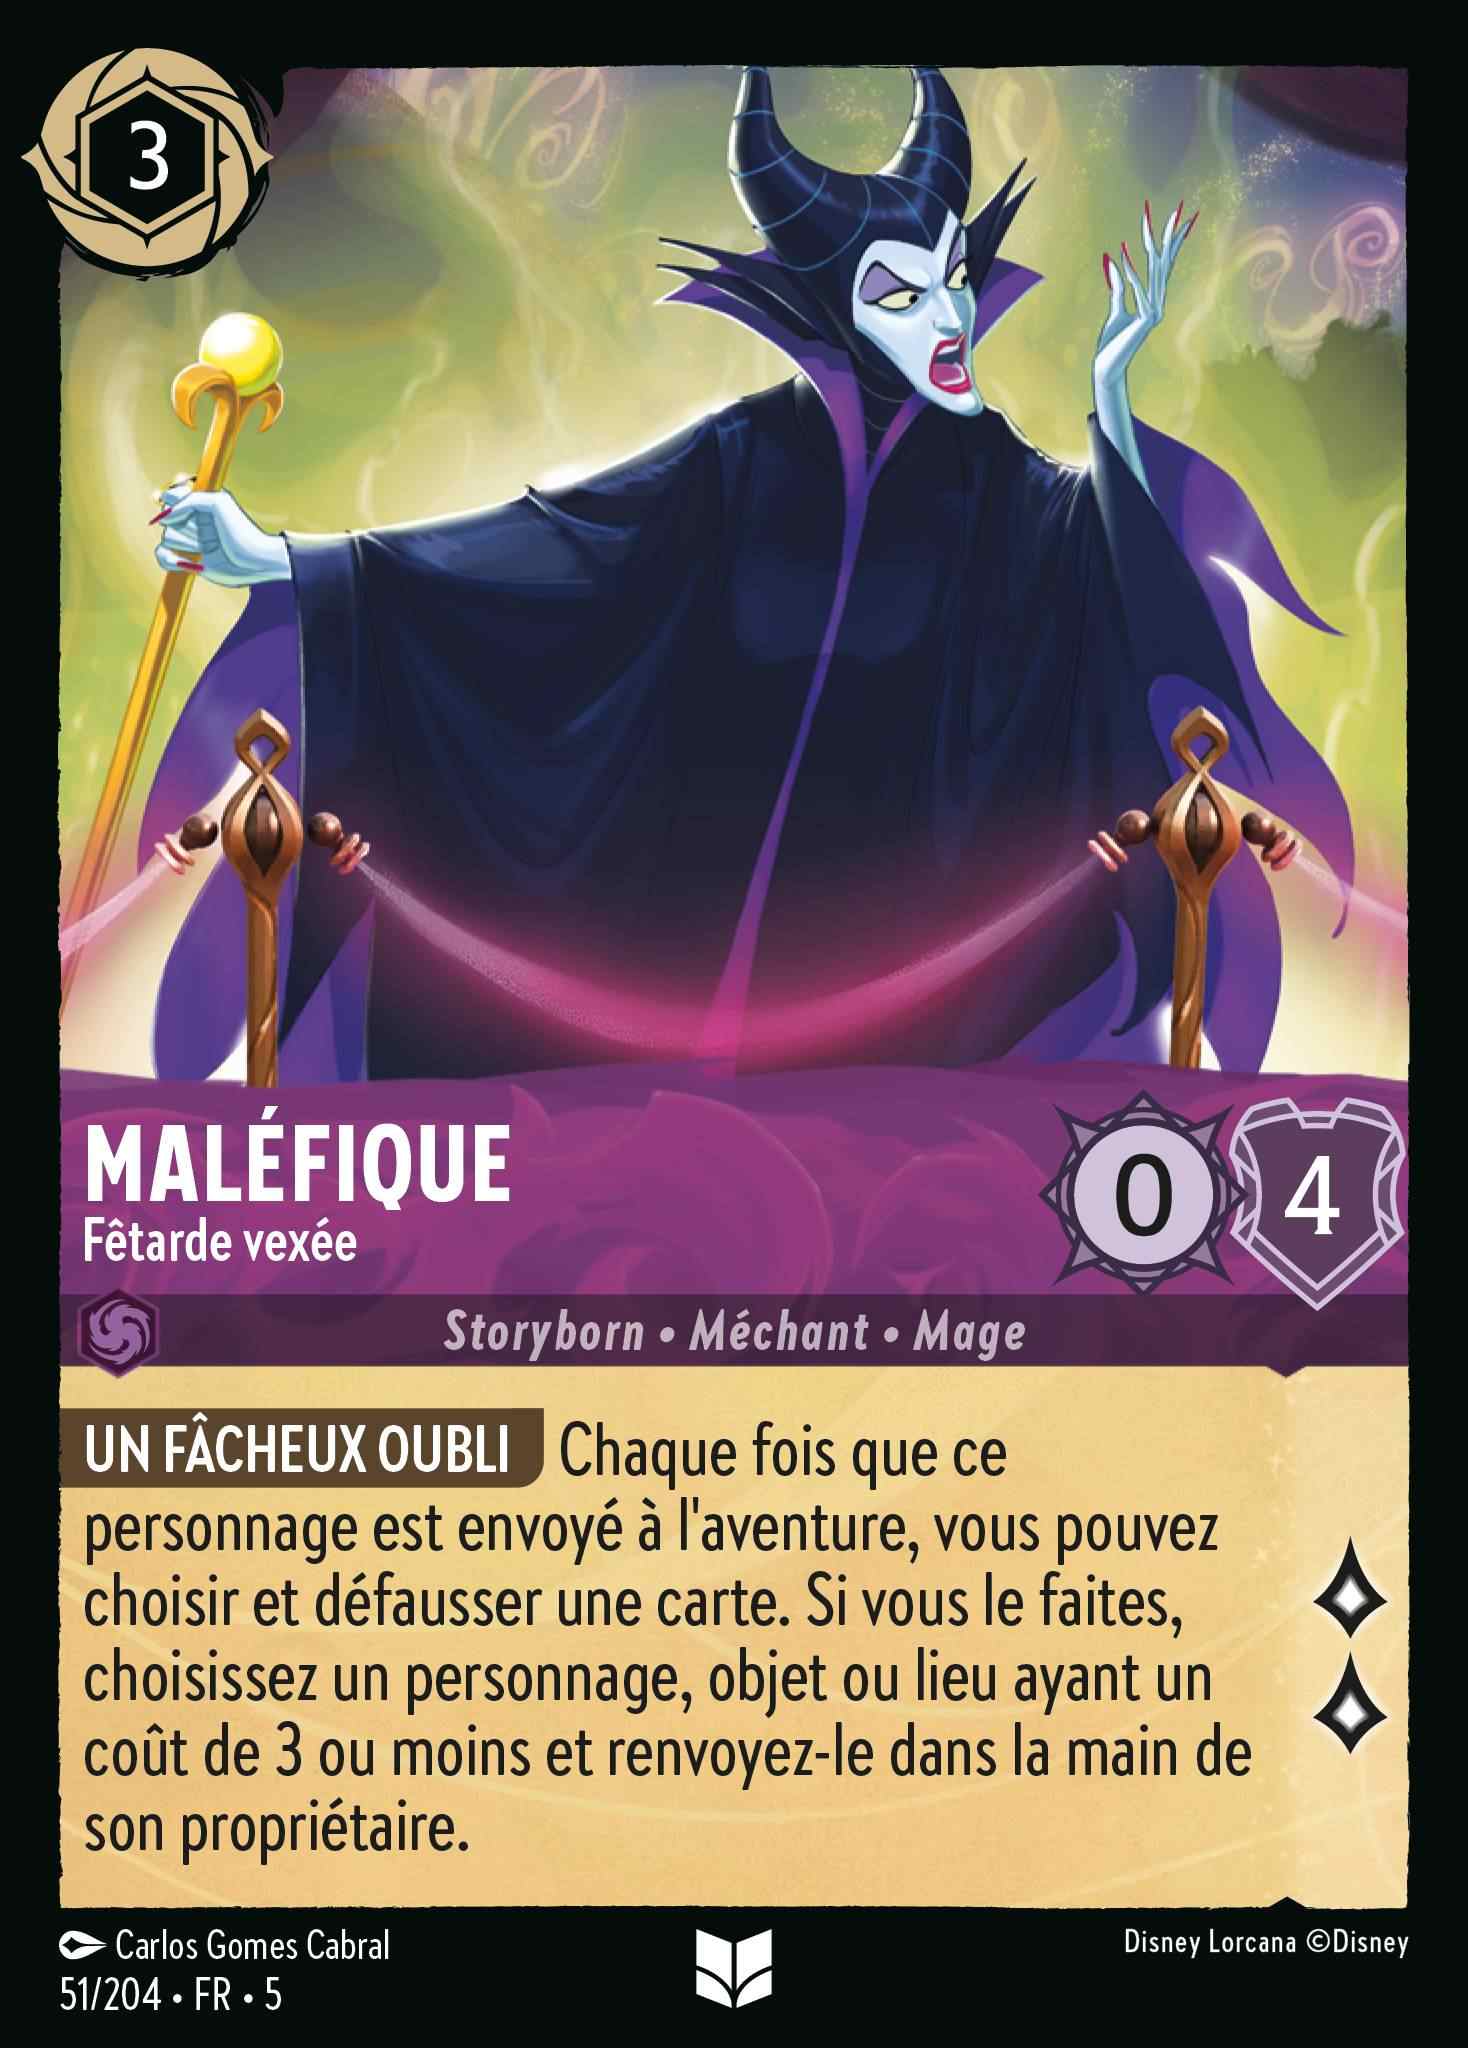 3
MALÉFIQUE
Fêtarde vexée
0
4
Storyborn • Méchant • Mage
UN FÂCHEUX OUBLI Chaque fois que ce
personnage est envoyé à l'aventure, vous pouvez
choisir et défausser une carte. Si vous le faites,
choisissez un personnage, objet ou lieu ayant un
coût de 3 ou moins et renvoyez-le dans la main de
son propriétaire.
Carlos Gomes Cabral
Disney Lorcana ©Disney
51/204 • FR • 5